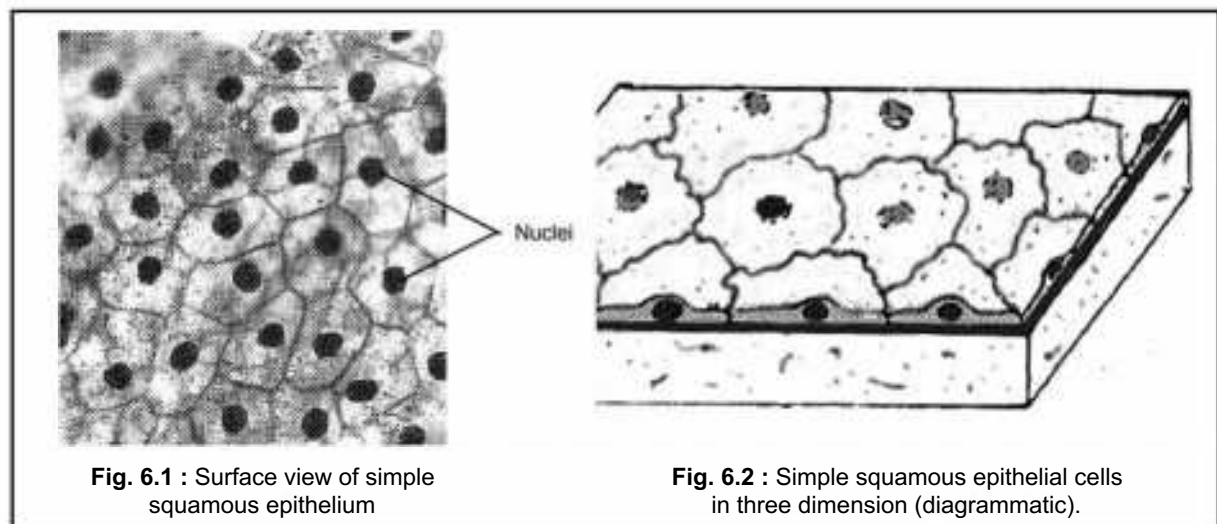 Nuclei
Fig. 6.1 : Surface view of simple
squamous epithelium
Fig. 6.2 : Simple squamous epithelial cells
in three dimension (diagrammatic).